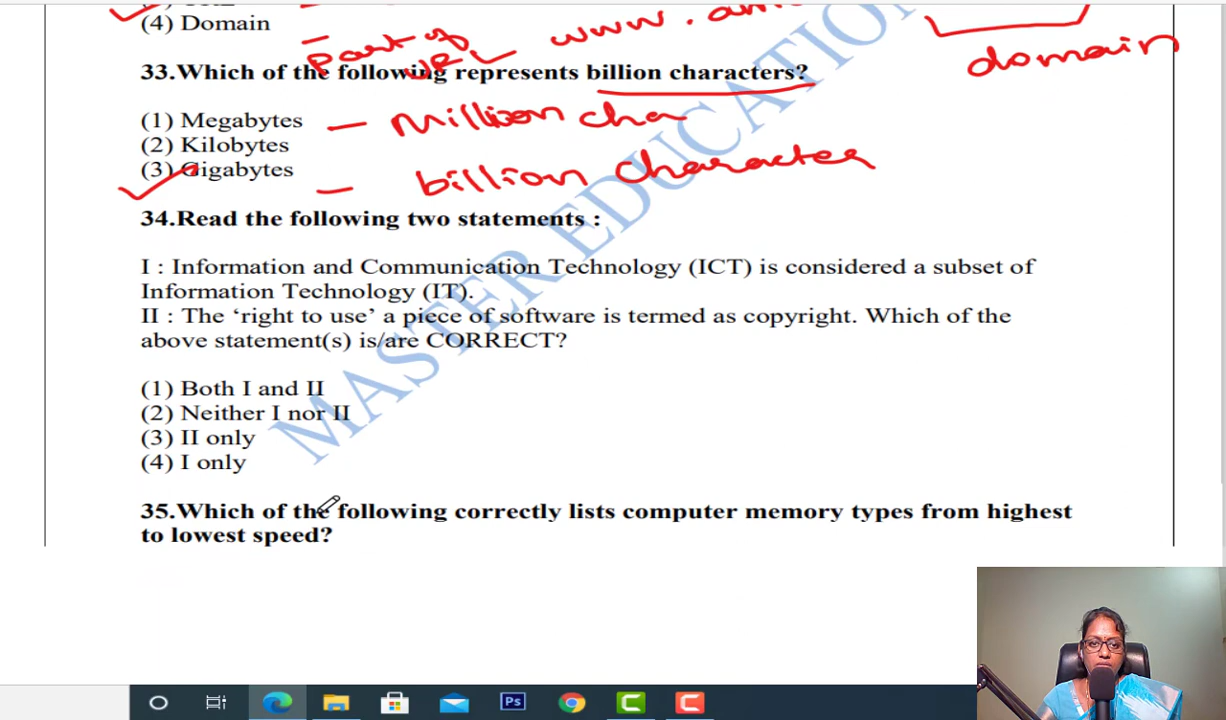 (4) Domain
Part of URL
www.am
domain
33.Which of the following represents billion characters?
(1) Megabytes — Million cha
(2) Kilobytes
(3) Gigabytes — billion character
34.Read the following two statements :
I : Information and Communication Technology (ICT) is considered a subset of
Information Technology (IT).
II : The ‘right to use’ a piece of software is termed as copyright. Which of the
above statement(s) is/are CORRECT?
(1) Both I and II
(2) Neither I nor II
(3) II only
(4) I only
35.Which of the following correctly lists computer memory types from highest
to lowest speed?
MASTER EDUCATION
Ps